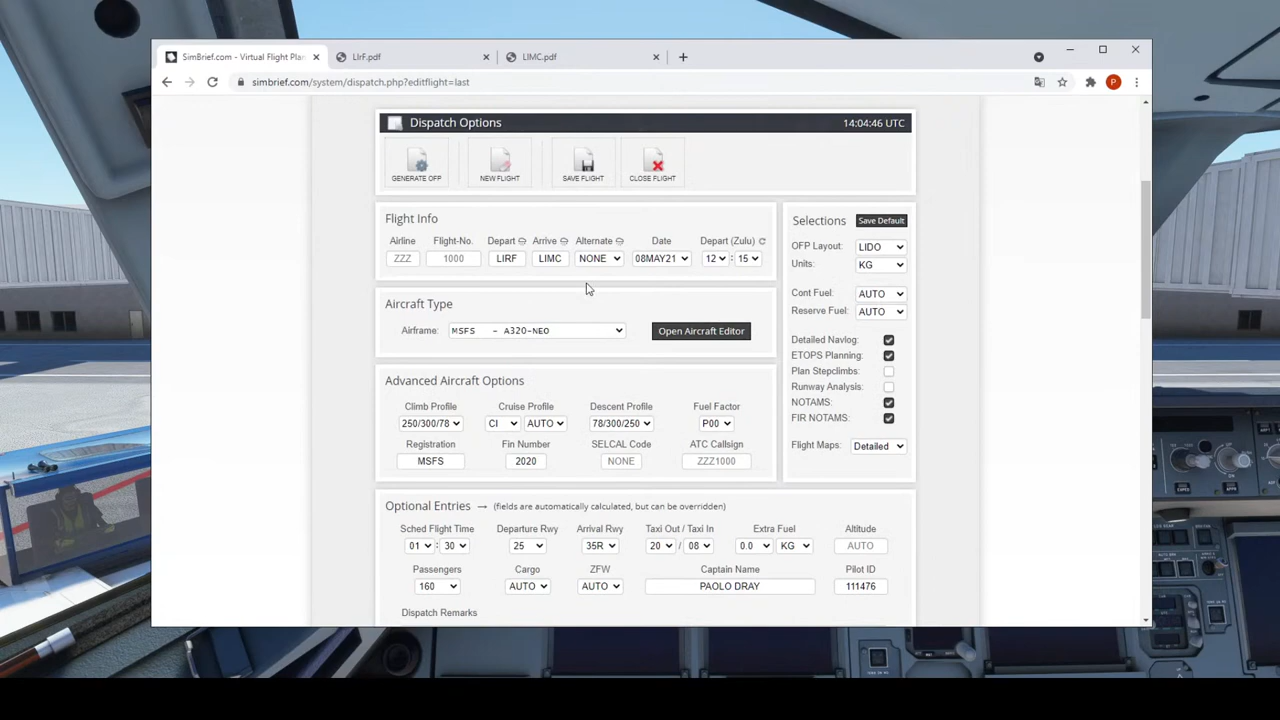 SimBrief.com - Virtual Flight Plan
LIrf.pdf
LIMC.pdf
simbrief.com/system/dispatch.php?editflight=last
P
Dispatch Options
14:04:46 UTC
GENERATE OFP
NEW FLIGHT
SAVE FLIGHT
CLOSE FLIGHT
Flight Info
Airline Flight-No. Depart Arrive Alternate Date Depart (Zulu)
ZZZ 1000 LIRF LIMC NONE 08MAY21 12 : 15
Aircraft Type
Airframe: MSFS - A320-NEO Open Aircraft Editor
Advanced Aircraft Options
Climb Profile Cruise Profile Descent Profile Fuel Factor
250/300/78 CI AUTO 78/300/250 P00
Registration Fin Number SELCAL Code ATC Callsign
MSFS 2020 NONE ZZZ1000
Selections Save Default
OFP Layout: LIDO
Units: KG
Cont Fuel: AUTO
Reserve Fuel: AUTO
Detailed Navlog:
ETOPS Planning:
Plan Stepclimbs:
Runway Analysis:
NOTAMS:
FIR NOTAMS:
Flight Maps: Detailed
Optional Entries → (fields are automatically calculated, but can be overridden)
Sched Flight Time Departure Rwy Arrival Rwy Taxi Out / Taxi In Extra Fuel Altitude
01 : 30 25 35R 20 / 08 0.0 KG AUTO
Passengers Cargo ZFW Captain Name Pilot ID
160 AUTO AUTO PAOLO DRAY 111476
Dispatch Remarks